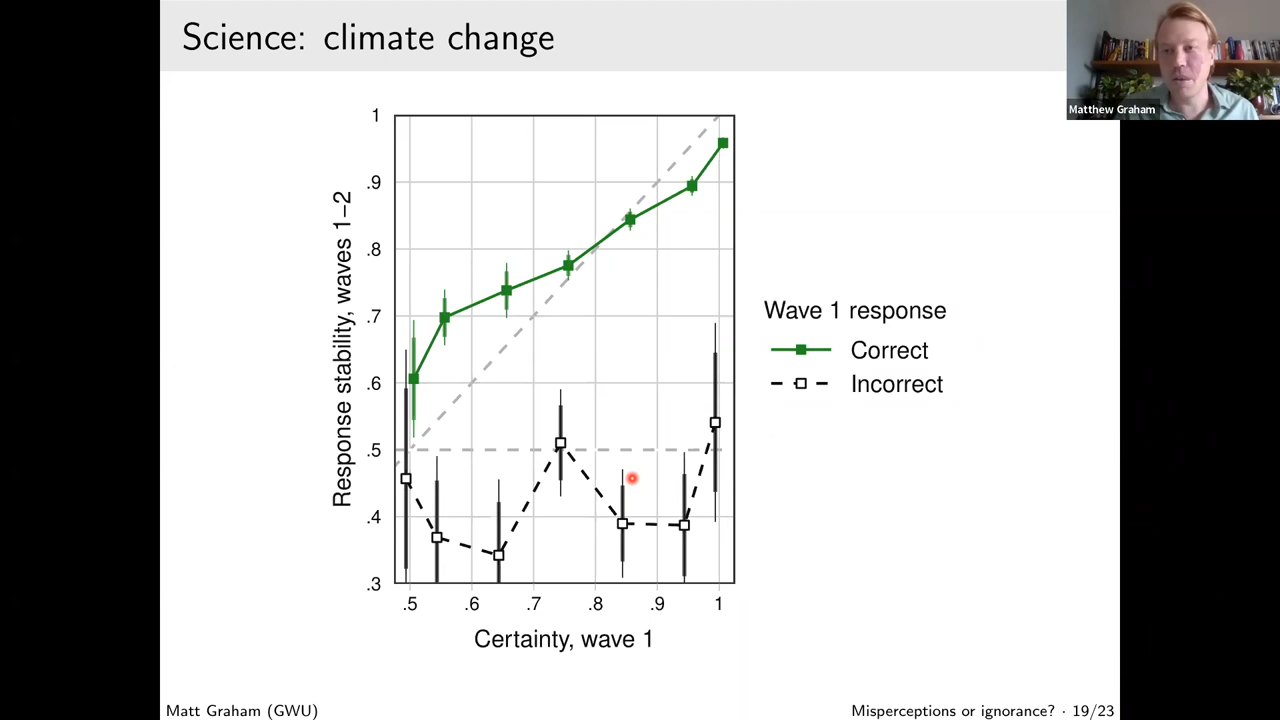 Science: climate change
Matthew Graham
1
.9
.8
.7
.6
.5
.4
.3
Response stability, waves 1−2
.5 .6 .7 .8 .9 1
Certainty, wave 1
Wave 1 response
Correct
Incorrect
Matt Graham (GWU)
Misperceptions or ignorance? · 19/23